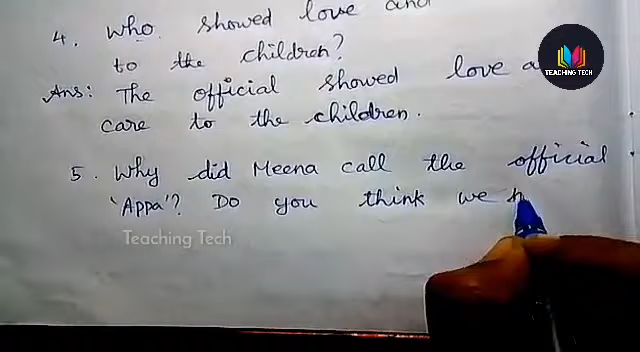 4. Who showed love and
to the children?
TEACHING TECH
Ans: The official showed love a
care to the children.
5. Why did Meena call the official
'Appa'? Do you think we
Teaching Tech